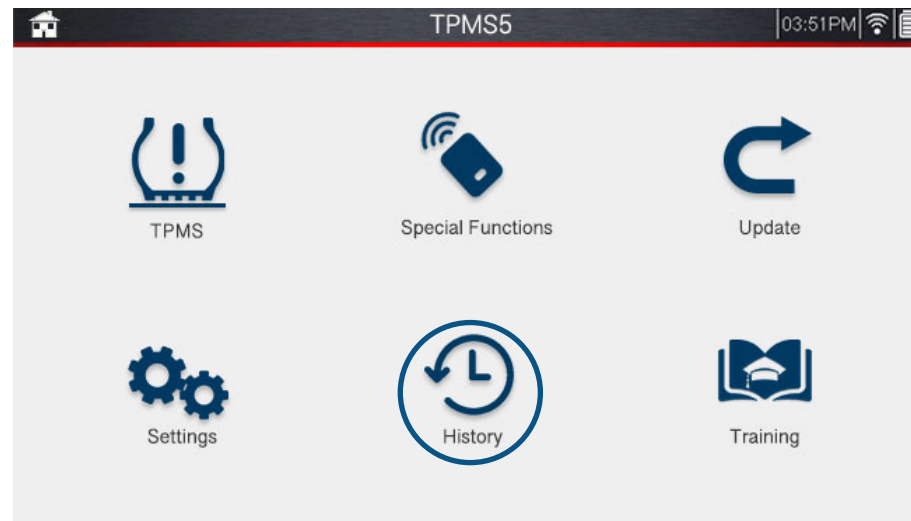 TPMS5
03:51PM
TPMS
Special Functions
Update
Settings
History
Training